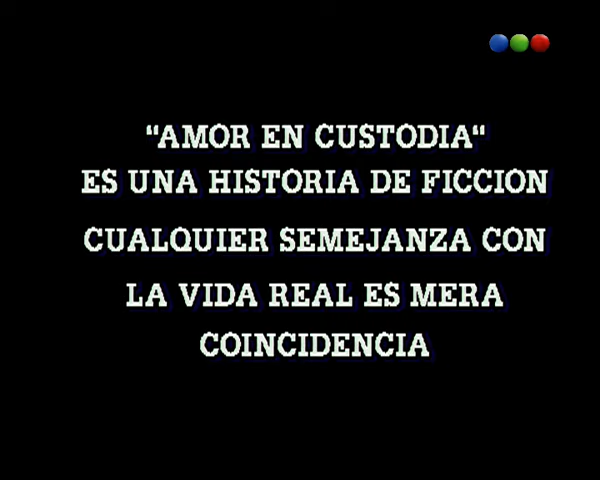 "AMOR EN CUSTODIA"
ES UNA HISTORIA DE FICCION
CUALQUIER SEMEJANZA CON
LA VIDA REAL ES MERA
COINCIDENCIA